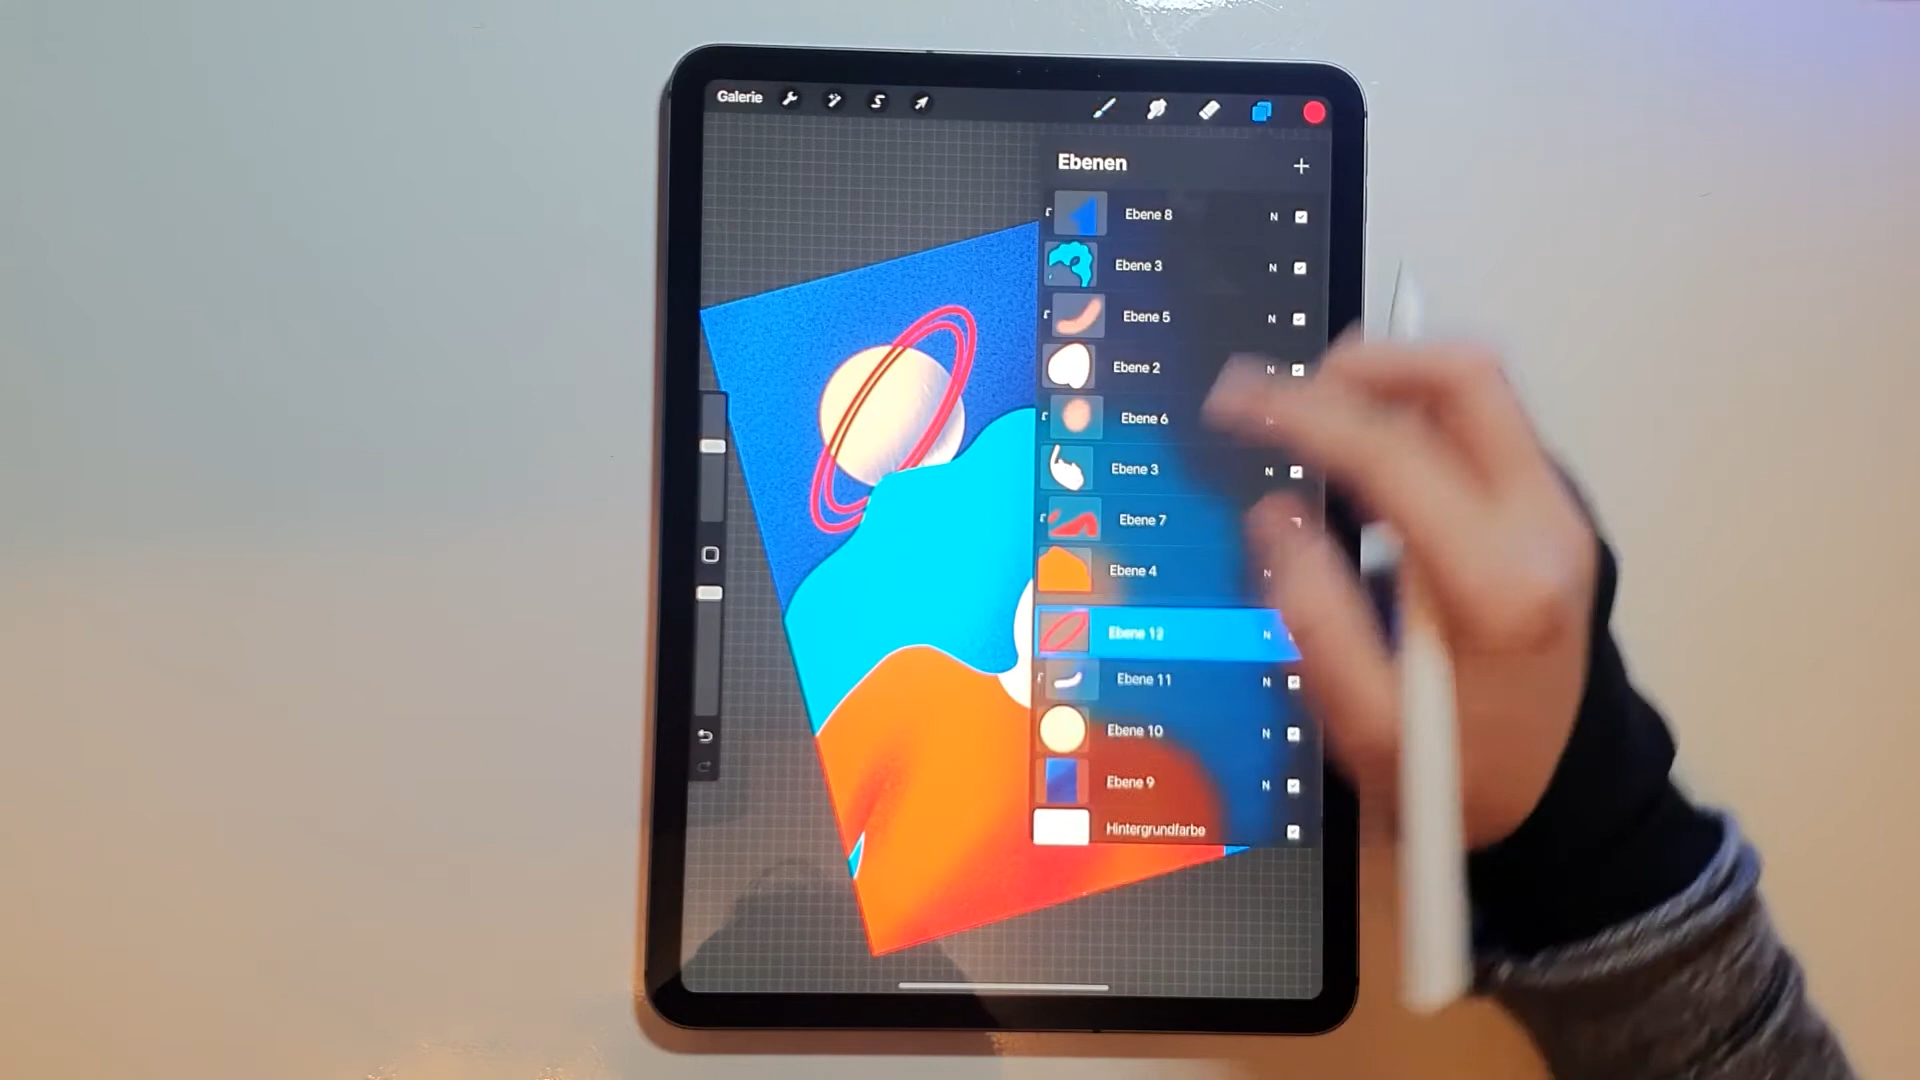 Galerie
Ebenen
Ebene 8 N
Ebene 3 N
Ebene 5 N
Ebene 2 N
Ebene 6 N
Ebene 3 N
Ebene 7
Ebene 4 N
Ebene 12 N
Ebene 11 N
Ebene 10 N
Ebene 9 N
Hintergrundfarbe